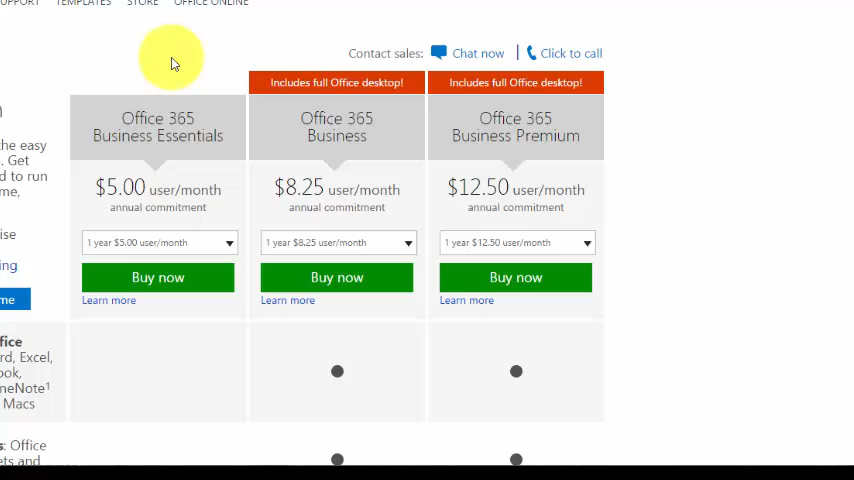 TEMPLATES STORE OFFICE ONLINE
Contact sales: Chat now | Click to call
Includes full Office desktop! Includes full Office desktop!
Office 365 Business Essentials
Office 365 Business
Office 365 Business Premium
the easy
. Get
d to run
me,
$5.00 user/month
annual commitment
$8.25 user/month
annual commitment
$12.50 user/month
annual commitment
ise
1 year $5.00 user/month
1 year $8.25 user/month
1 year $12.50 user/month
ing
Buy now
Buy now
Buy now
me
Learn more
Learn more
Learn more
fice
rd, Excel,
ook,
neNote1
Macs
s: Office
ets and